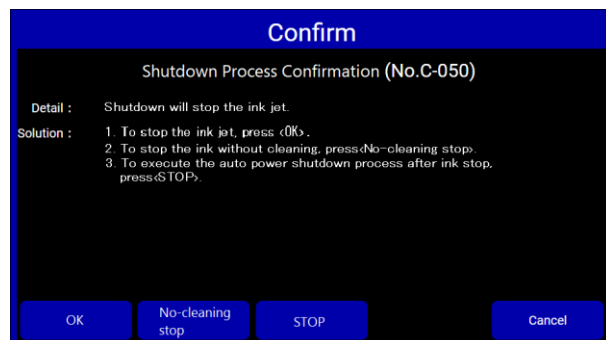 Confirm
Shutdown Process Confirmation (No.C-050)
Detail : Shutdown will stop the ink jet.
Solution : 1. To stop the ink jet, press <OK>.
2. To stop the ink without cleaning, press<No-cleaning stop>.
3. To execute the auto power shutdown process after ink stop,
press<STOP>.
OK
No-cleaning
stop
STOP
Cancel